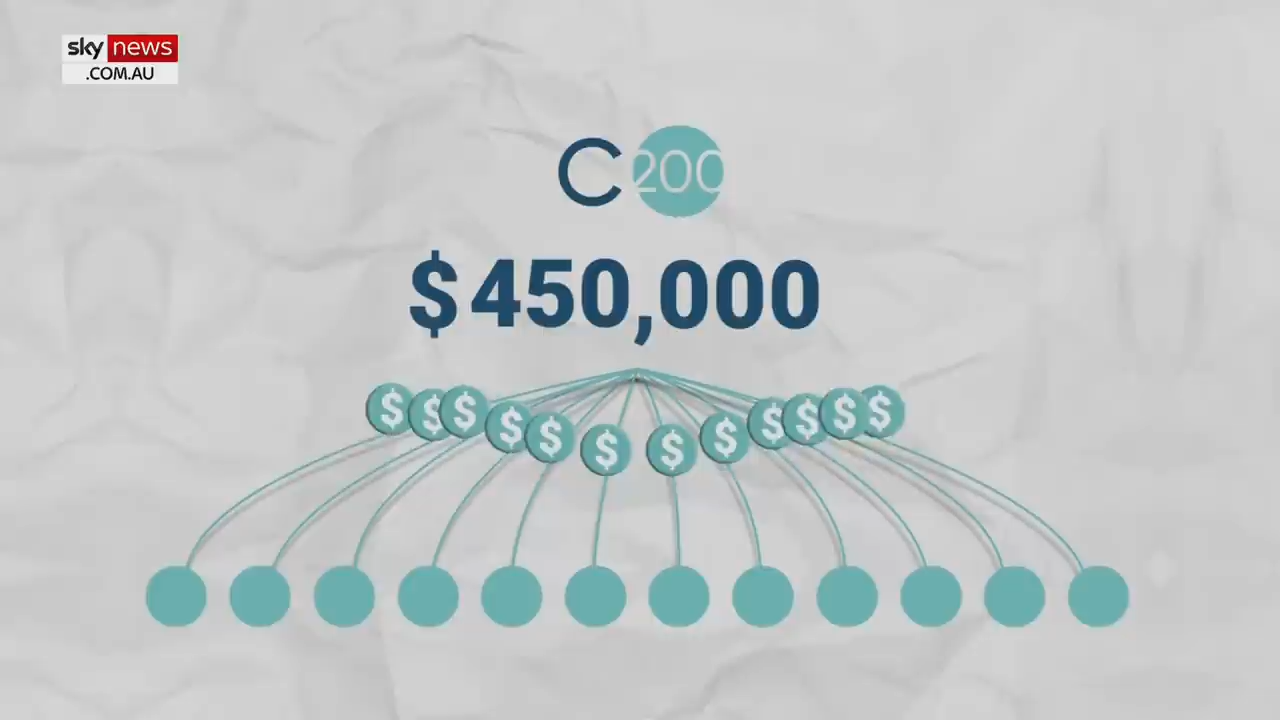 sky news
.COM.AU
C200
$450,000
$ $ $ $ $ $ $ $ $ $ $ $